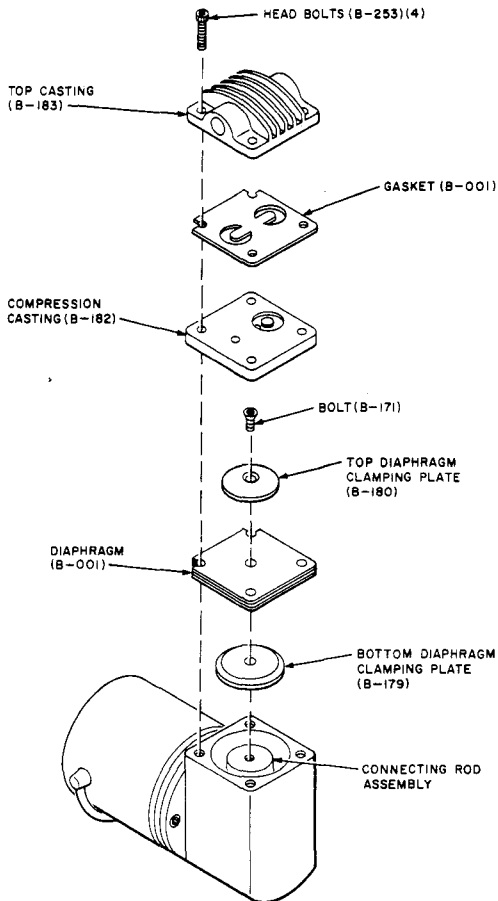 HEAD BOLTS (B-253)(4)
TOP CASTING
(B-183)
GASKET (B-001)
COMPRESSION
CASTING (B-182)
BOLT (B-171)
TOP DIAPHRAGM
CLAMPING PLATE
(B-180)
DIAPHRAGM
(B-001)
BOTTOM DIAPHRAGM
CLAMPING PLATE
(B-179)
CONNECTING ROD
ASSEMBLY